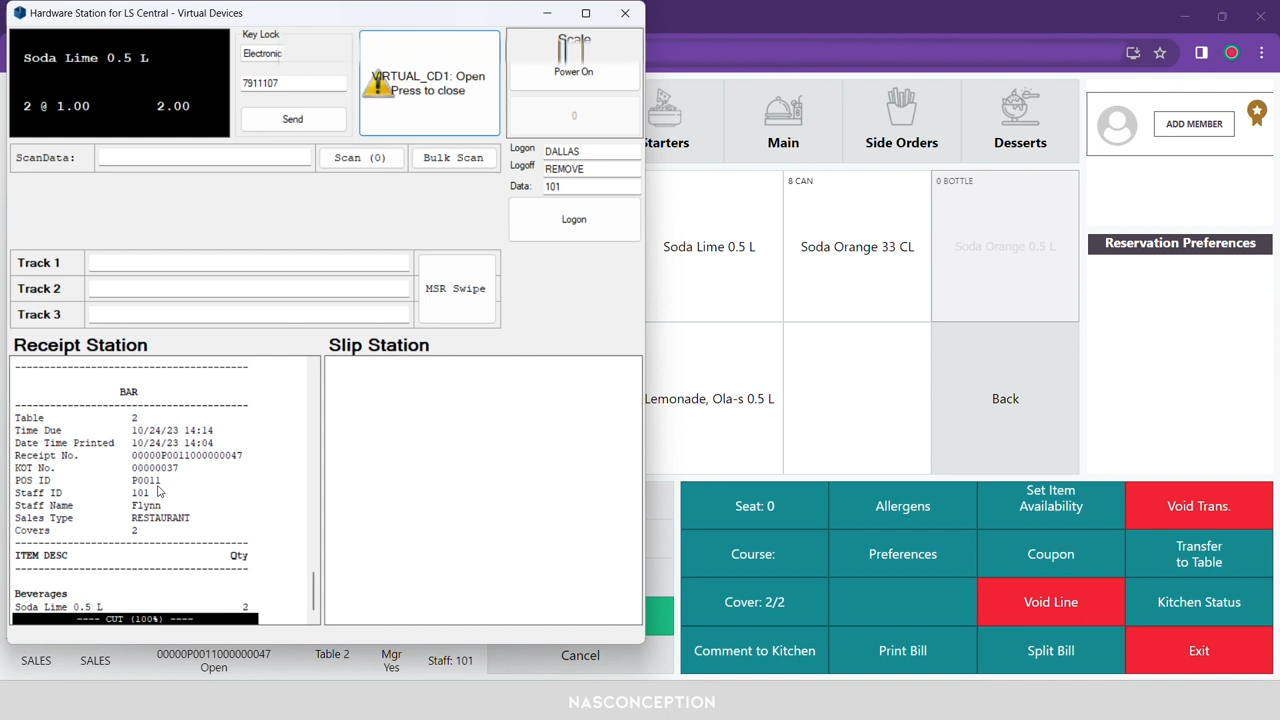 Hardware Station for LS Central - Virtual Devices
Soda Lime 0.5 L
2 @ 1.00 2.00
Key Lock
Electronic
7911107
Send
VIRTUAL_CD1: Open
Press to close
Scale
Power On
0
ScanData:
Scan (0)
Bulk Scan
Logon DALLAS
Logoff REMOVE
Data: 101
Logon
Track 1
Track 2
Track 3
MSR Swipe
Receipt Station
Slip Station
----------------------------------------
BAR
----------------------------------------
Table 2
Time Due 10/24/23 14:14
Date Time Printed 10/24/23 14:04
Receipt No. 00000P0011000000047
KOT No. 00000037
POS ID P0011
Staff ID 101
Staff Name Flynn
Sales Type RESTAURANT
Covers 2
----------------------------------------
ITEM DESC Qty
----------------------------------------
Beverages
Soda Lime 0.5 L 2
---- CUT (100%) ----
Starters
Main
Side Orders
Desserts
ADD MEMBER
8 CAN
0 BOTTLE
Soda Lime 0.5 L
Soda Orange 33 CL
Soda Orange 0.5 L
Reservation Preferences
Lemonade, Ola-s 0.5 L
Back
Seat: 0
Allergens
Set Item
Availability
Void Trans.
Course:
Preferences
Coupon
Transfer
to Table
Cover: 2/2
Void Line
Kitchen Status
Comment to Kitchen
Print Bill
Split Bill
Exit
SALES
SALES
00000P0011000000047
Open
Table 2
Mgr
Yes
Staff: 101
Cancel
NASCONCEPTION